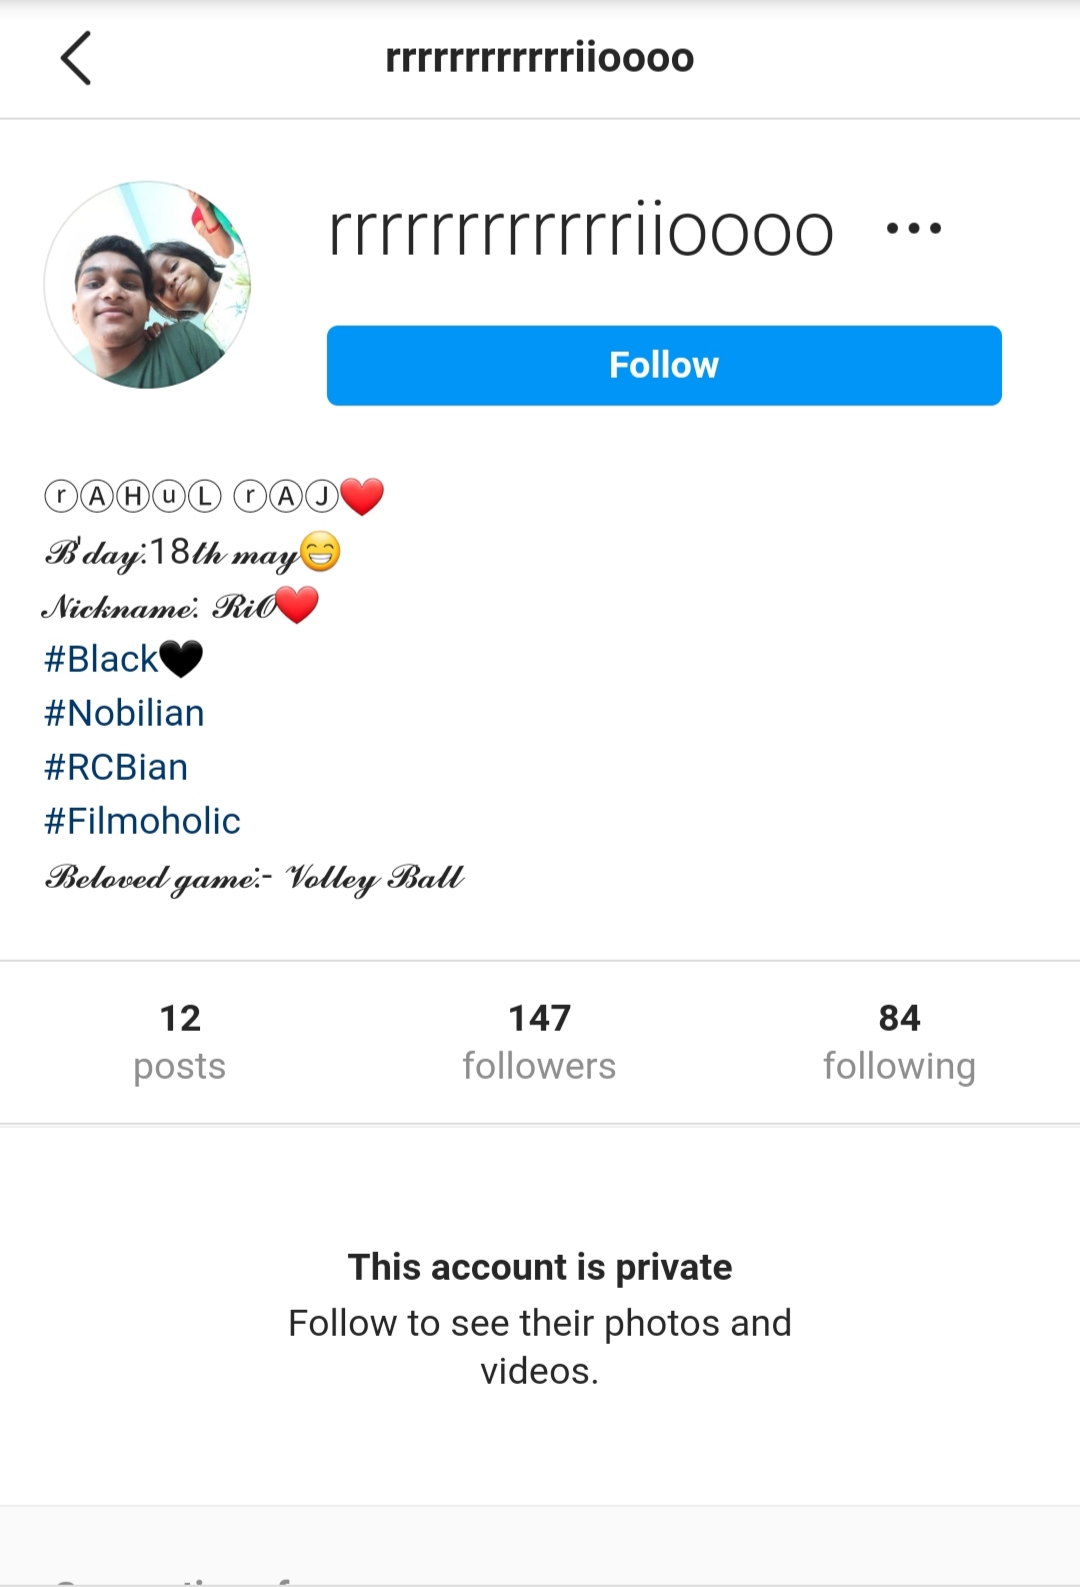 rrrrrrrrrrrriioooo
rrrrrrrrrrrriioooo
Follow
ⓡⒶⒽⓤⓁ ⓡⒶⒿ❤️
𝓑'𝓭𝓪𝔂:18𝓽𝓱 𝓶𝓪𝔂😁
𝓝𝓲𝓬𝓴𝓷𝓪𝓶𝓮: 𝓡𝓲𝓞❤️
#Black🖤
#Nobilian
#RCBian
#Filmoholic
𝓑𝓮𝓵𝓸𝓿𝓮𝓭 𝓰𝓪𝓶𝓮:- 𝓥𝓸𝓵𝓵𝓮𝔂 𝓑𝓪𝓵𝓵
12 147 84
posts followers following
This account is private
Follow to see their photos and
videos.